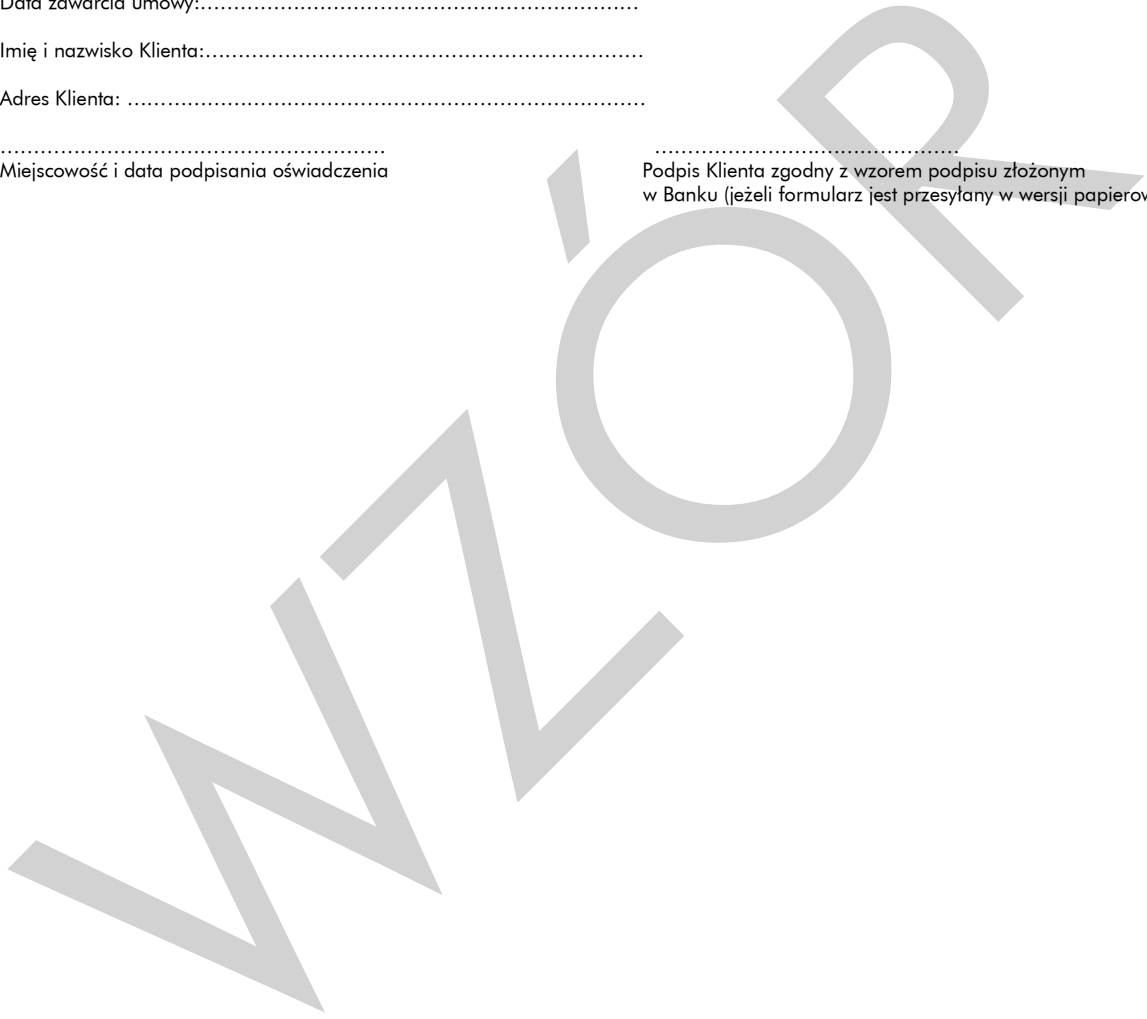 Data zawarcia umowy:..................................................................
Imię i nazwisko Klienta:..................................................................
Adres Klienta: ..............................................................................
.......................................................... ..............................................
Miejscowość i data podpisania oświadczenia Podpis Klienta zgodny z wzorem podpisu złożonym
w Banku (jeżeli formularz jest przesyłany w wersji
WZÓR